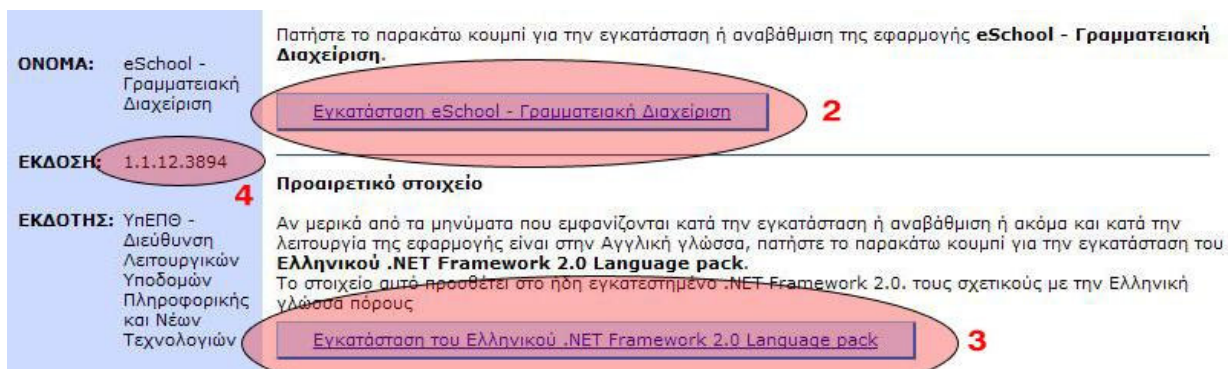 ΟΝΟΜΑ:
eSchool -
Γραμματειακή
Διαχείριση
ΕΚΔΟΣΗ:
1.1.12.3894
4
ΕΚΔΟΤΗΣ:
ΥπΕΠΘ -
Διεύθυνση
Λειτουργικών
Υποδομών
Πληροφορικής
και Νέων
Τεχνολογιών
Πατήστε το παρακάτω κουμπί για την εγκατάσταση ή αναβάθμιση της εφαρμογής eSchool - Γραμματειακή
Διαχείριση.
Εγκατάσταση eSchool - Γραμματειακή Διαχείριση
2
Προαιρετικό στοιχείο
Αν μερικά από τα μηνύματα που εμφανίζονται κατά την εγκατάσταση ή αναβάθμιση ή ακόμα και κατά την
λειτουργία της εφαρμογής είναι στην Αγγλική γλώσσα, πατήστε το παρακάτω κουμπί για την εγκατάσταση του
Ελληνικού .NET Framework 2.0 Language pack.
Το στοιχείο αυτό προσθέτει στο ήδη εγκατεστημένο .NET Framework 2.0. τους σχετικούς με την Ελληνική
γλώσσα πόρους
Εγκατάσταση του Ελληνικού .NET Framework 2.0 Language pack
3